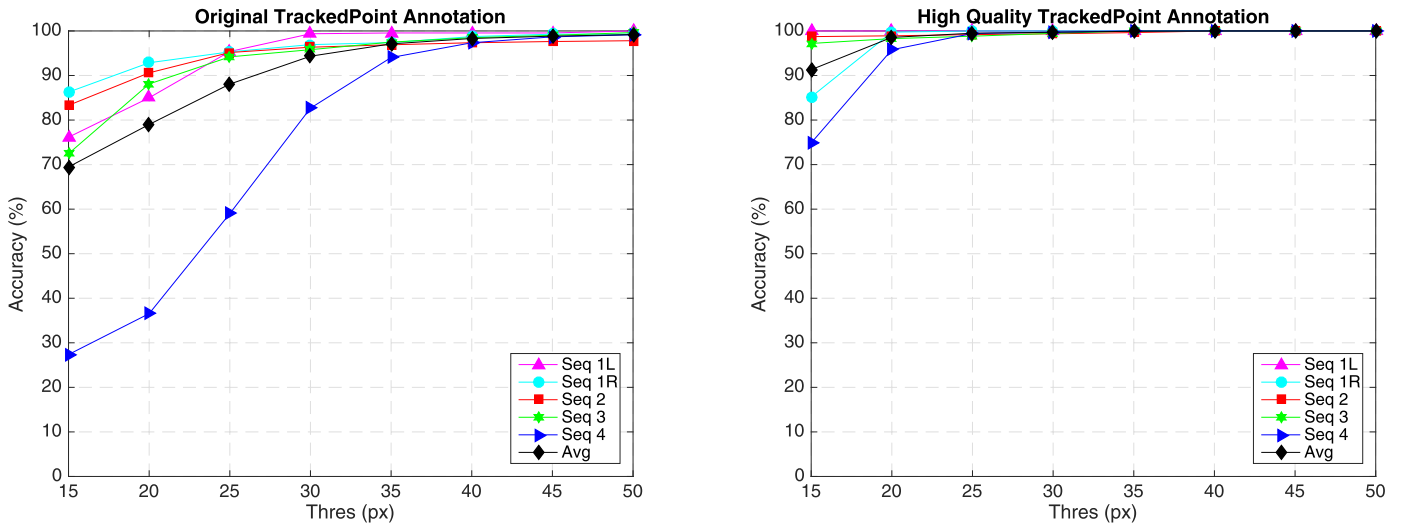 Original TrackedPoint Annotation
Accuracy (%)
100
90
80
70
60
50
40
30
20
10
0
15 20 25 30 35 40 45 50
Thres (px)
Seq 1L
Seq 1R
Seq 2
Seq 3
Seq 4
Avg
High Quality TrackedPoint Annotation
Accuracy (%)
100
90
80
70
60
50
40
30
20
10
0
15 20 25 30 35 40 45 50
Thres (px)
Seq 1L
Seq 1R
Seq 2
Seq 3
Seq 4
Avg